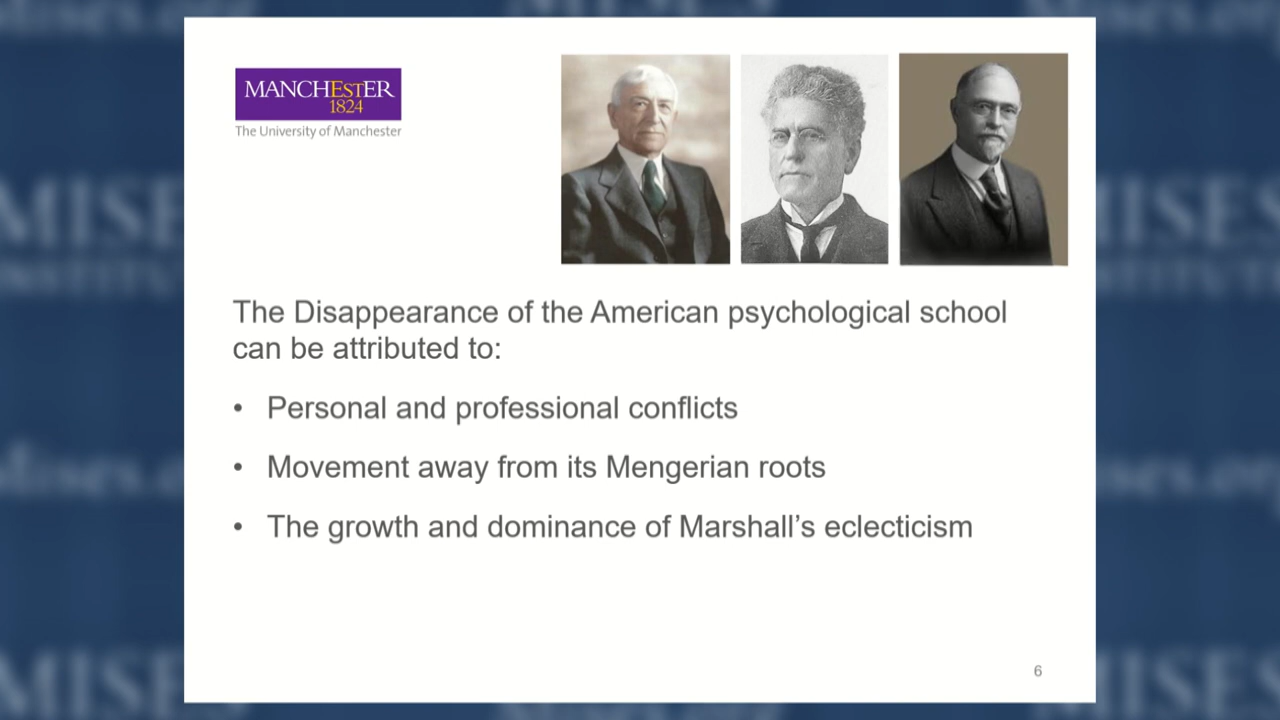 MANCHEstER
1824
The University of Manchester
The Disappearance of the American psychological school
can be attributed to:
• Personal and professional conflicts
• Movement away from its Mengerian roots
• The growth and dominance of Marshall’s eclecticism
6